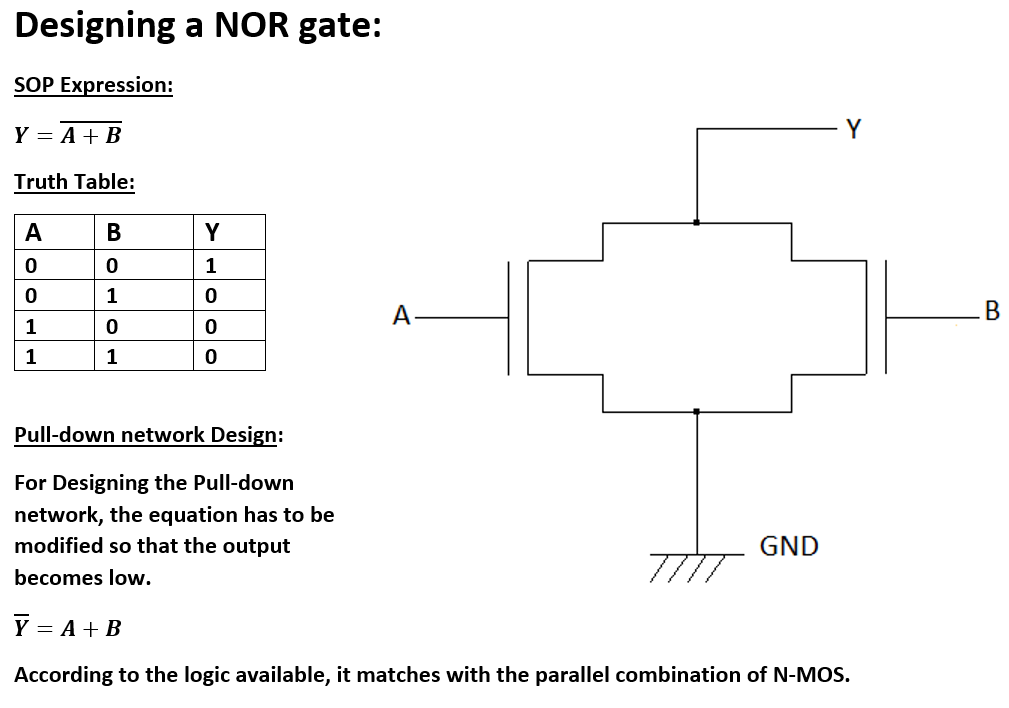 Designing a NOR gate:
SOP Expression:
Y = \overline{A + B}
Truth Table:
A B Y
0 0 1
0 1 0
1 0 0
1 1 0
Y
A
B
GND
Pull-down network Design:
For Designing the Pull-down
network, the equation has to be
modified so that the output
becomes low.
\overline{Y} = A + B
According to the logic available, it matches with the parallel combination of N-MOS.